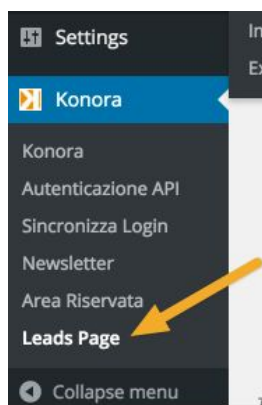 Settings
Konora
Konora
Autenticazione API
Sincronizza Login
Newsletter
Area Riservata
Leads Page
Collapse menu